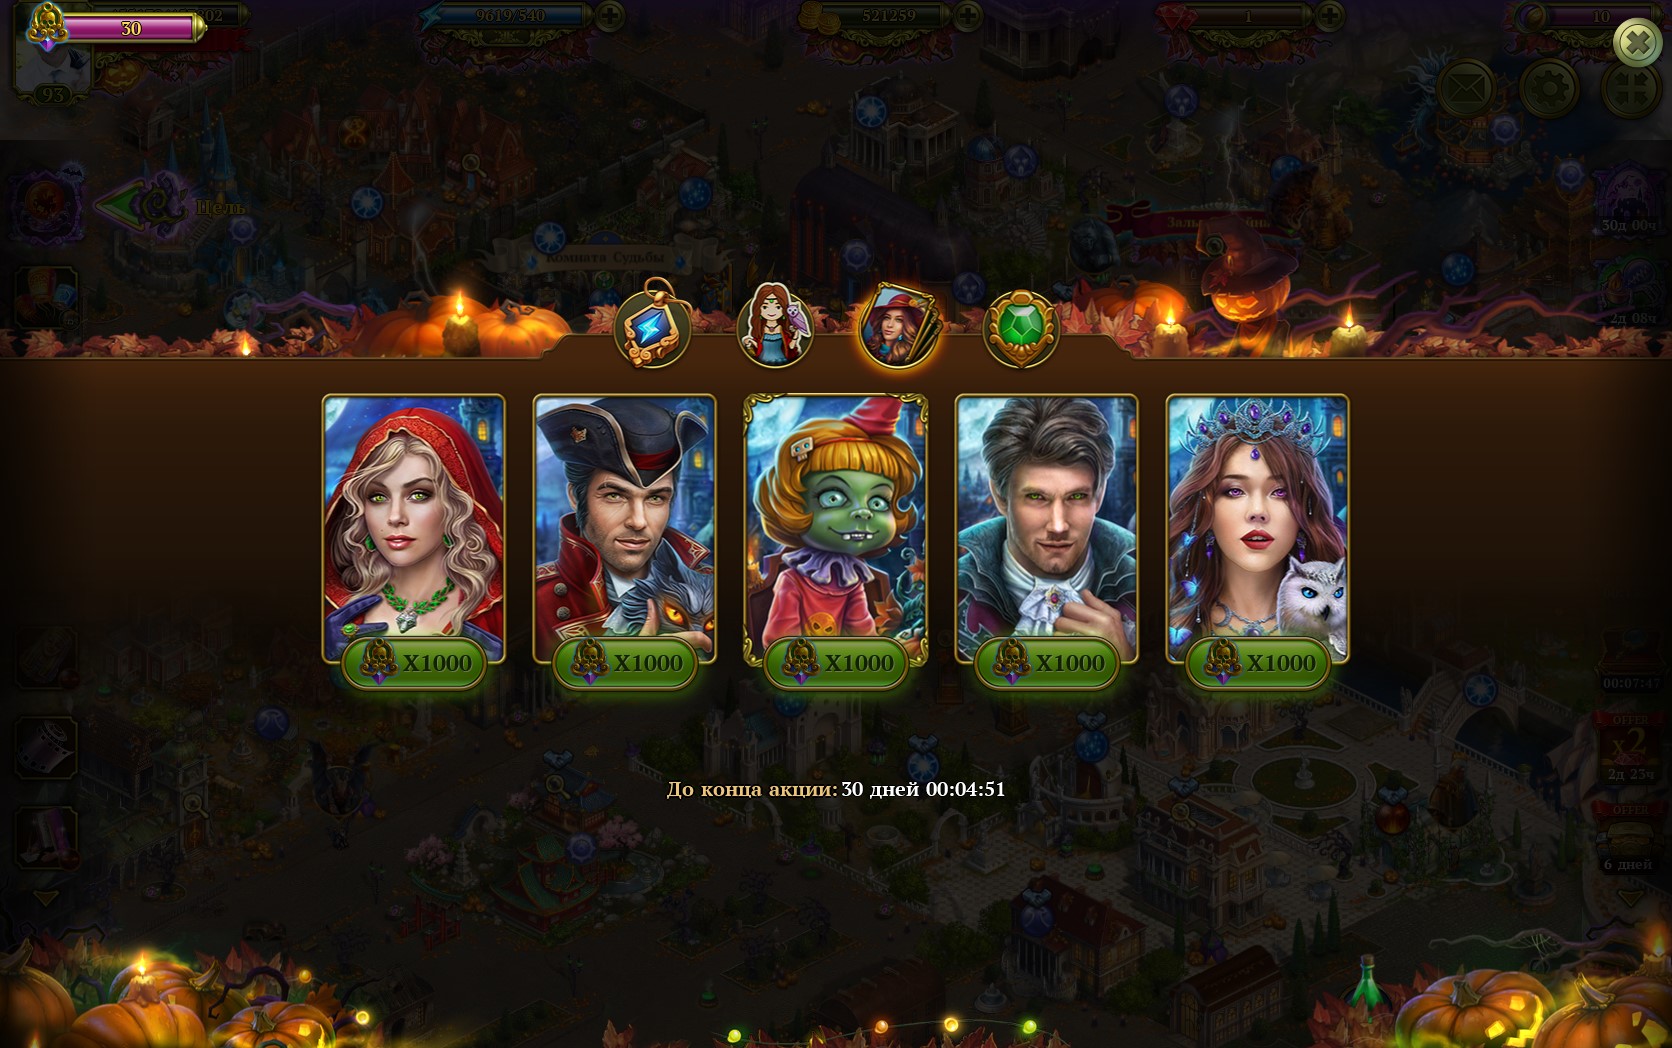 30
9619/540
521259
1
10
93
Цель
Комната Судьбы
30д 00ч
2д 08ч
X1000
X1000
X1000
X1000
X1000
00:07:47
OFFER
x2
2д 23ч
До конца акции: 30 дней 00:04:51
OFFER
6 дней